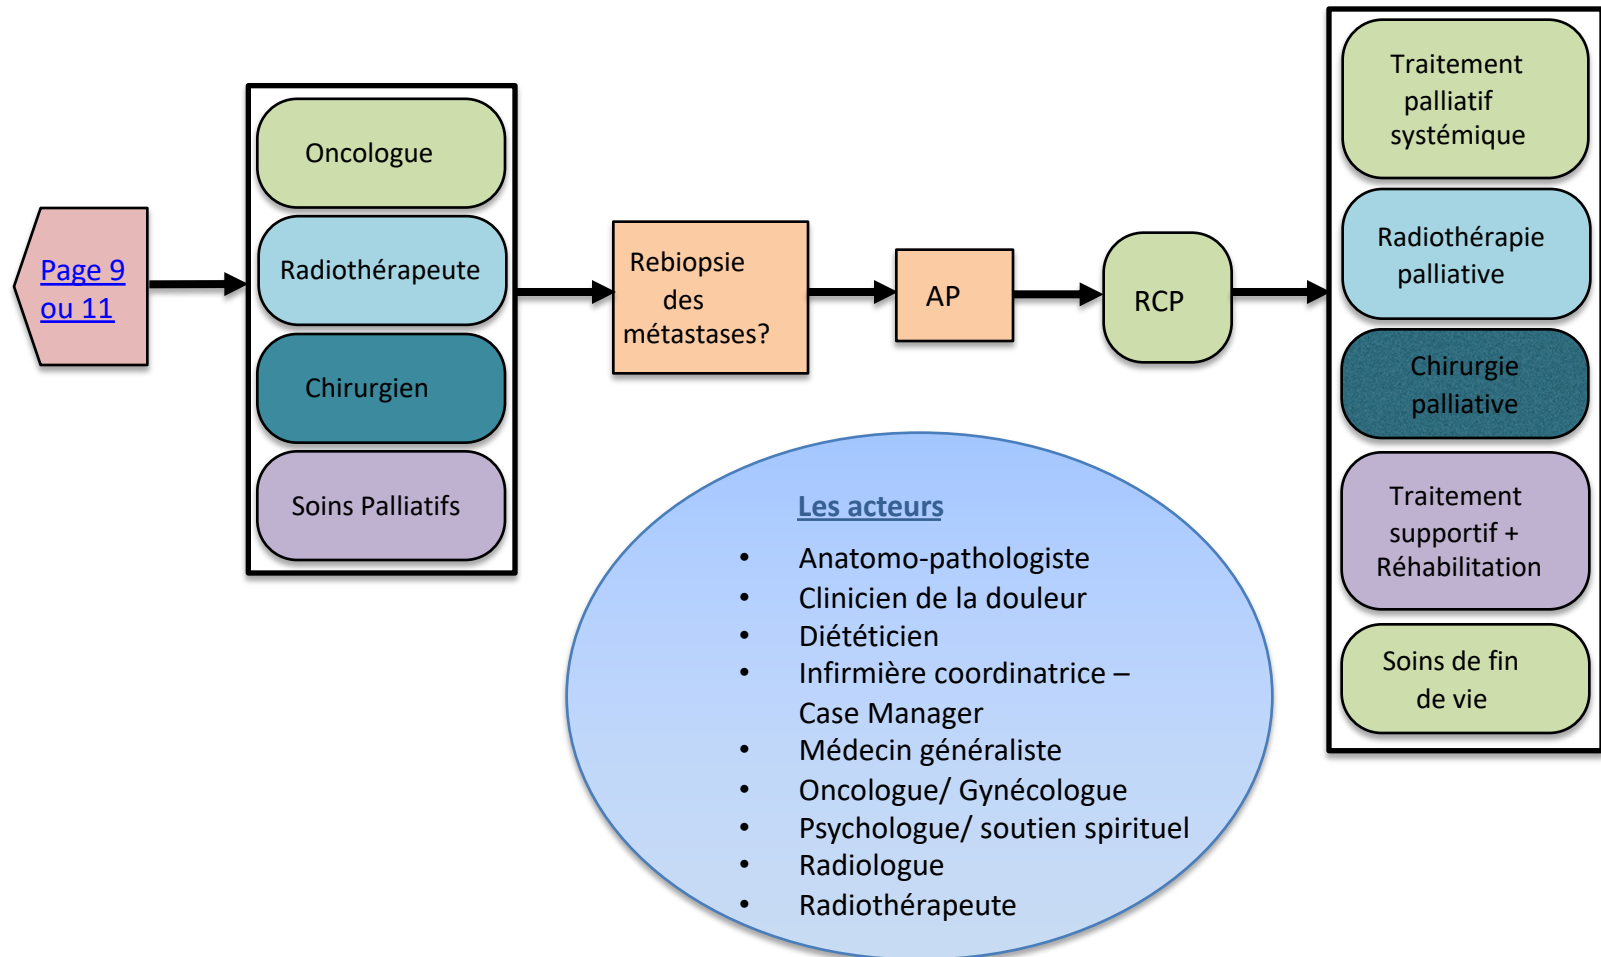 Page 9
ou 11
Oncologue
Radiothérapeute
Chirurgien
Soins Palliatifs
Rebiopsie
des
métastases?
AP
RCP
Traitement
palliatif
systémique
Radiothérapie
palliative
Chirurgie
palliative
Traitement
supportif +
Réhabilitation
Soins de fin
de vie
Les acteurs
• Anatomo-pathologiste
• Clinicien de la douleur
• Diététicien
• Infirmière coordinatrice –
Case Manager
• Médecin généraliste
• Oncologue/ Gynécologue
• Psychologue/ soutien spirituel
• Radiologue
• Radiothérapeute